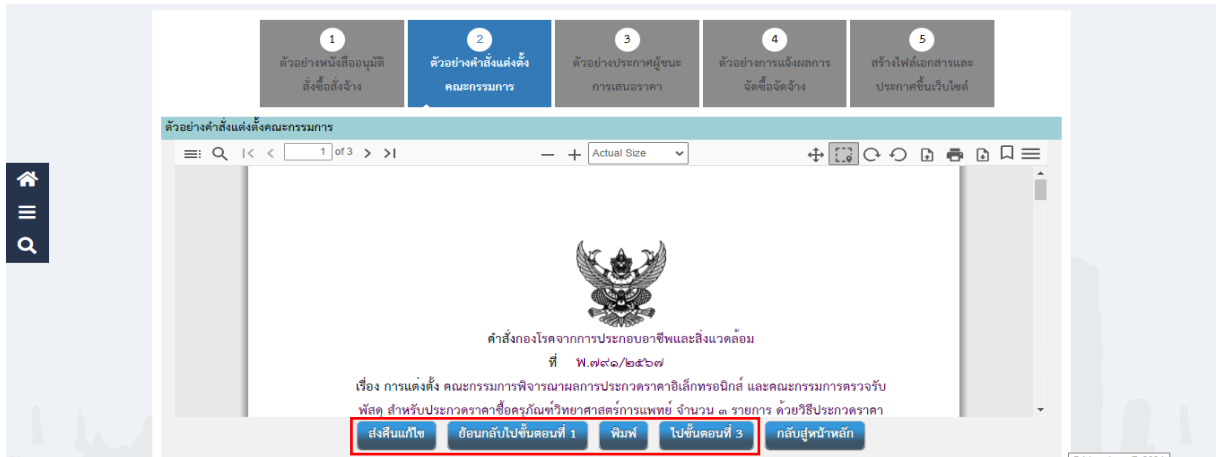 1
ตัวอย่างหนังสืออนุมัติ
สั่งซื้อสั่งจ้าง
2
ตัวอย่างคำสั่งแต่งตั้ง
คณะกรรมการ
3
ตัวอย่างประกาศผู้ชนะ
การเสนอราคา
4
ตัวอย่างการแจ้งผลการ
จัดซื้อจัดจ้าง
5
สร้างไฟล์เอกสารและ
ประกาศขึ้นเว็บไซต์
ตัวอย่างคำสั่งแต่งตั้งคณะกรรมการ
1 of 3
Actual Size
คำสั่งกองโรคจากการประกอบอาชีพและสิ่งแวดล้อม
ที่ พ.๗๙๑/๒๕๖๗
เรื่อง การแต่งตั้ง คณะกรรมการพิจารณาผลการประกวดราคาอิเล็กทรอนิกส์ และคณะกรรมการตรวจรับ
พัสดุ สำหรับประกวดราคาซื้อครุภัณฑ์วิทยาศาสตร์การแพทย์ จำนวน ๓ รายการ ด้วยวิธีประกวดราคา
ส่งคืนแก้ไข ย้อนกลับไปขั้นตอนที่ 1 พิมพ์ ไปขั้นตอนที่ 3 กลับสู่หน้าหลัก